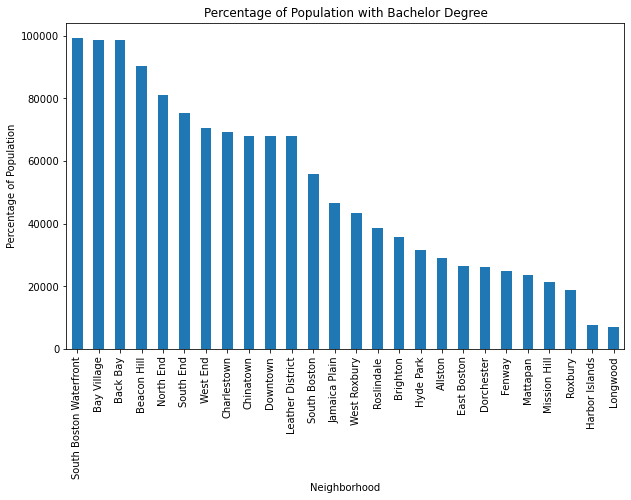 Percentage of Population with Bachelor Degree
Percentage of Population
100000
80000
60000
40000
20000
0
South Boston Waterfront
Bay Village
Back Bay
Beacon Hill
North End
South End
West End
Charlestown
Chinatown
Downtown
Leather District
South Boston
Jamaica Plain
West Roxbury
Roslindale
Brighton
Hyde Park
Allston
East Boston
Dorchester
Fenway
Mattapan
Mission Hill
Roxbury
Harbor Islands
Longwood
Neighborhood